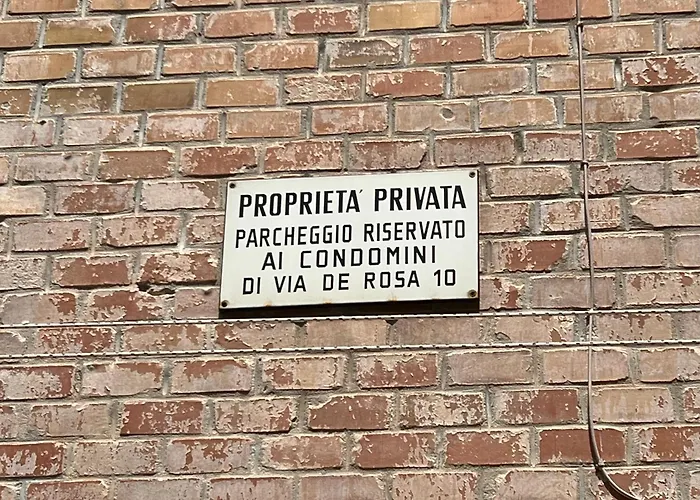 PROPRIETA' PRIVATA
PARCHEGGIO RISERVATO
AI CONDOMINI
DI VIA DE ROSA 10